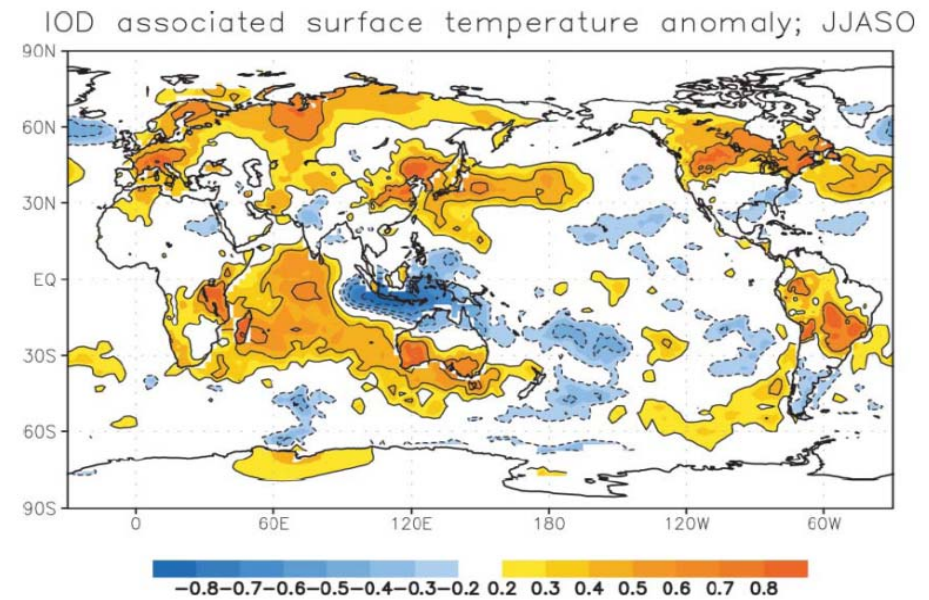 IOD associated surface temperature anomaly; JJASO
90N
60N
30N
EQ
30S
60S
90S
0 60E 120E 180 120W 60W
-0.8-0.7-0.6-0.5-0.4-0.3-0.2 0.2 0.3 0.4 0.5 0.6 0.7 0.8